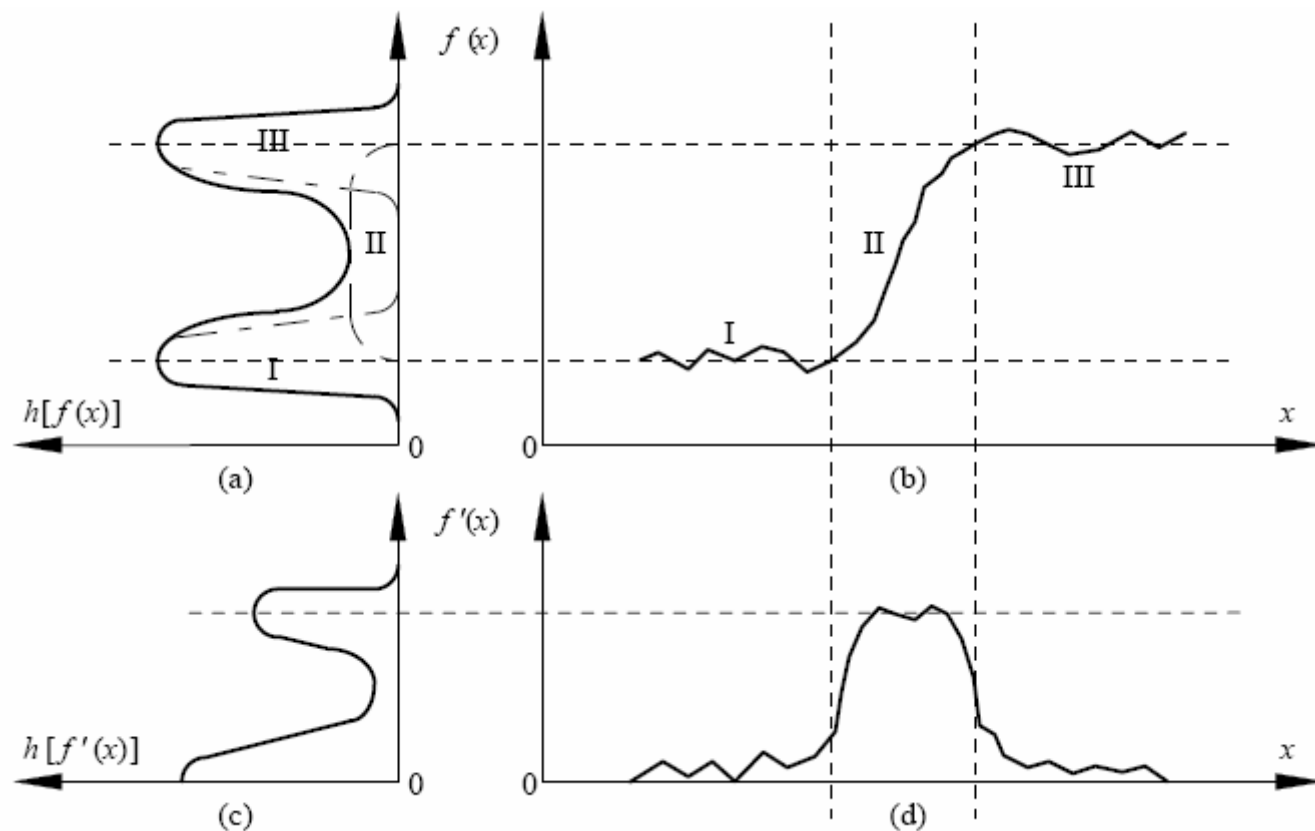 f(x)
III
III
II
II
I
I
h[f(x)]
0
0
x
(a)
(b)
f'(x)
h[f'(x)]
0
0
x
(c)
(d)